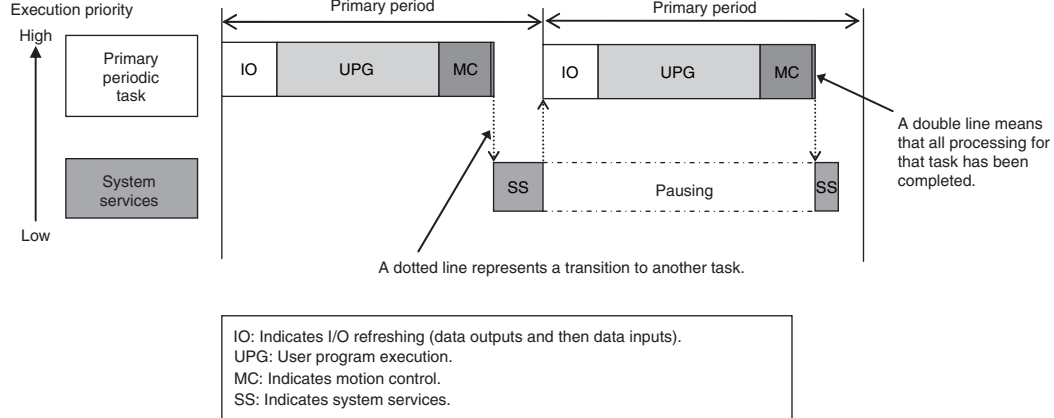 Execution priority
Primary period
Primary period
High
Primary
periodic
task
IO
UPG
MC
IO
UPG
MC
A double line means
that all processing for
that task has been
completed.
System
services
SS
Pausing
SS
Low
A dotted line represents a transition to another task.
IO: Indicates I/O refreshing (data outputs and then data inputs).
UPG: User program execution.
MC: Indicates motion control.
SS: Indicates system services.